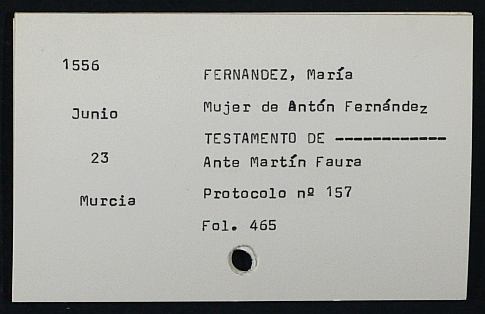 1556
Junio
23
Murcia
FERNANDEZ, María
Mujer de Antón Fernández
TESTAMENTO DE ------------
Ante Martín Faura
Protocolo nº 157
Fol. 465